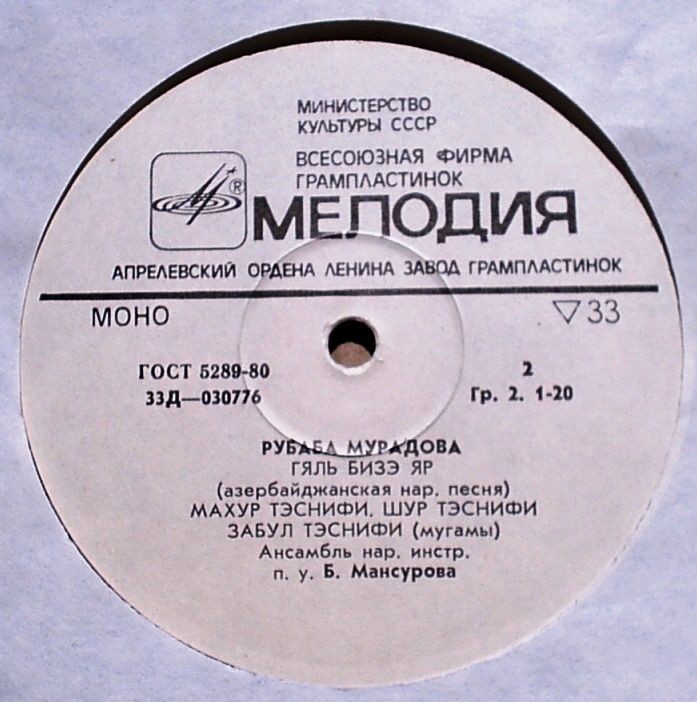 МИНИСТЕРСТВО
КУЛЬТУРЫ СССР
ВСЕСОЮЗНАЯ ФИРМА
ГРАМПЛАСТИНОК
®
МЕЛОДИЯ
АПРЕЛЕВСКИЙ ОРДЕНА ЛЕНИНА ЗАВОД ГРАМПЛАСТИНОК
МОНО ▽33
ГОСТ 5289-80 2
33Д—030776 Гр. 2. 1-20
РУБАБА МУРАДОВА
ГЯЛЬ БИЗЭ ЯР
(азербайджанская нар. песня)
МАХУР ТЭСНИФИ, ШУР ТЭСНИФИ
ЗАБУЛ ТЭСНИФИ (мугамы)
Ансамбль нар. инстр.
п. у. Б. Мансурова